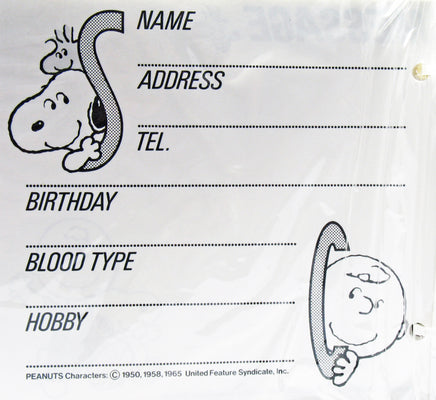 NAME
ADDRESS
TEL.
BIRTHDAY
BLOOD TYPE
HOBBY
PEANUTS Characters: © 1950, 1958, 1965 United Feature Syndicate, Inc.